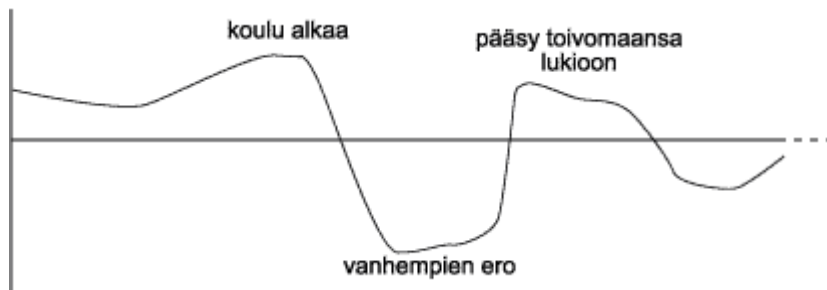 koulu alkaa
pääsy toivomaansa
lukioon
vanhempien ero